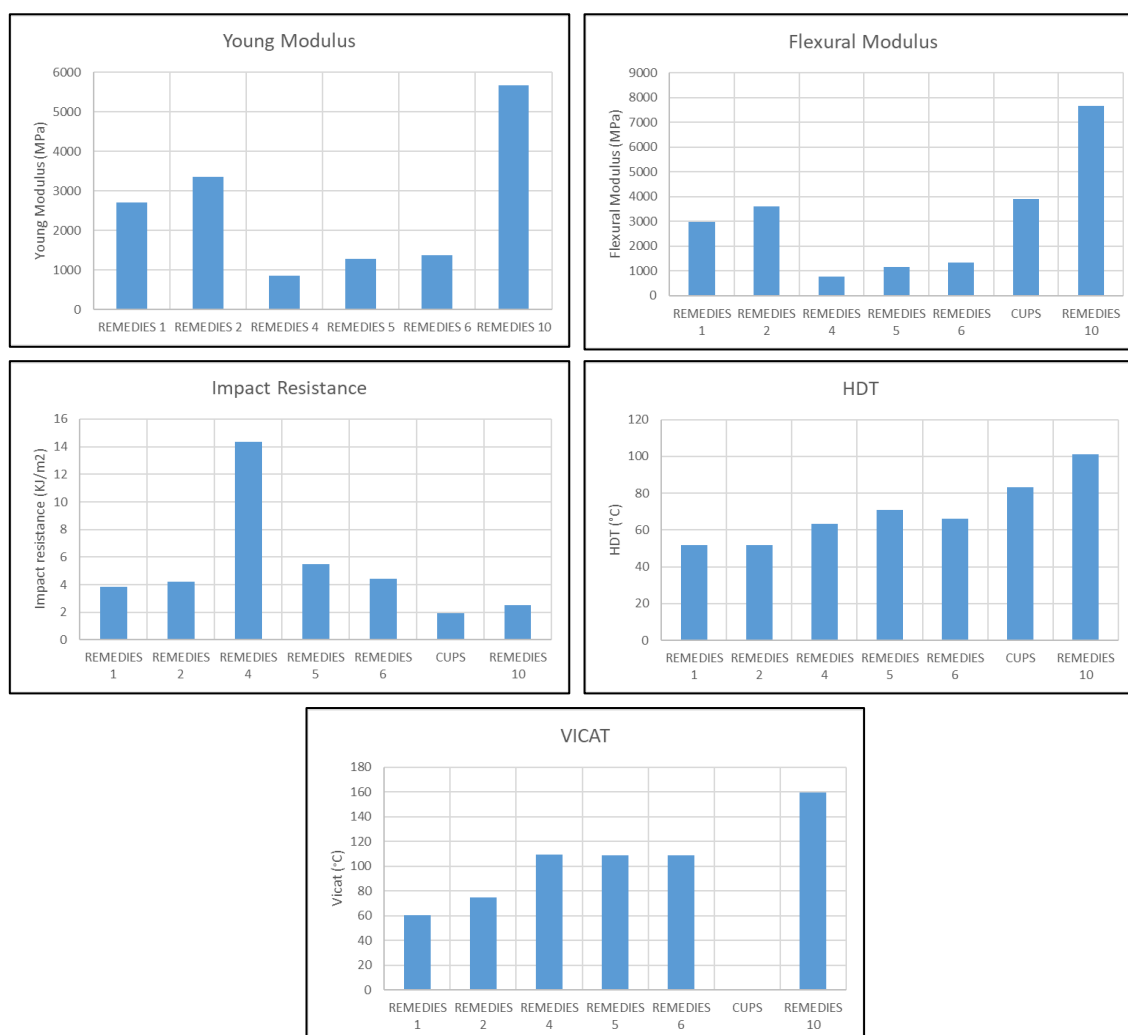 Young Modulus
Young Modulus (MPa)
6000
5000
4000
3000
2000
1000
0
REMEDIES 1 REMEDIES 2 REMEDIES 4 REMEDIES 5 REMEDIES 6 REMEDIES 10
Flexural Modulus
Flexural Modulus (MPa)
9000
8000
7000
6000
5000
4000
3000
2000
1000
0
REMEDIES REMEDIES REMEDIES REMEDIES REMEDIES CUPS REMEDIES
1 2 4 5 6 10
Impact Resistance
Impact resistance (KJ/m2)
16
14
12
10
8
6
4
2
0
REMEDIES REMEDIES REMEDIES REMEDIES REMEDIES CUPS REMEDIES
1 2 4 5 6 10
HDT
HDT (°C)
120
100
80
60
40
20
0
REMEDIES REMEDIES REMEDIES REMEDIES REMEDIES CUPS REMEDIES
1 2 4 5 6 10
VICAT
Vicat (°C)
180
160
140
120
100
80
60
40
20
0
REMEDIES REMEDIES REMEDIES REMEDIES REMEDIES CUPS REMEDIES
1 2 4 5 6 10